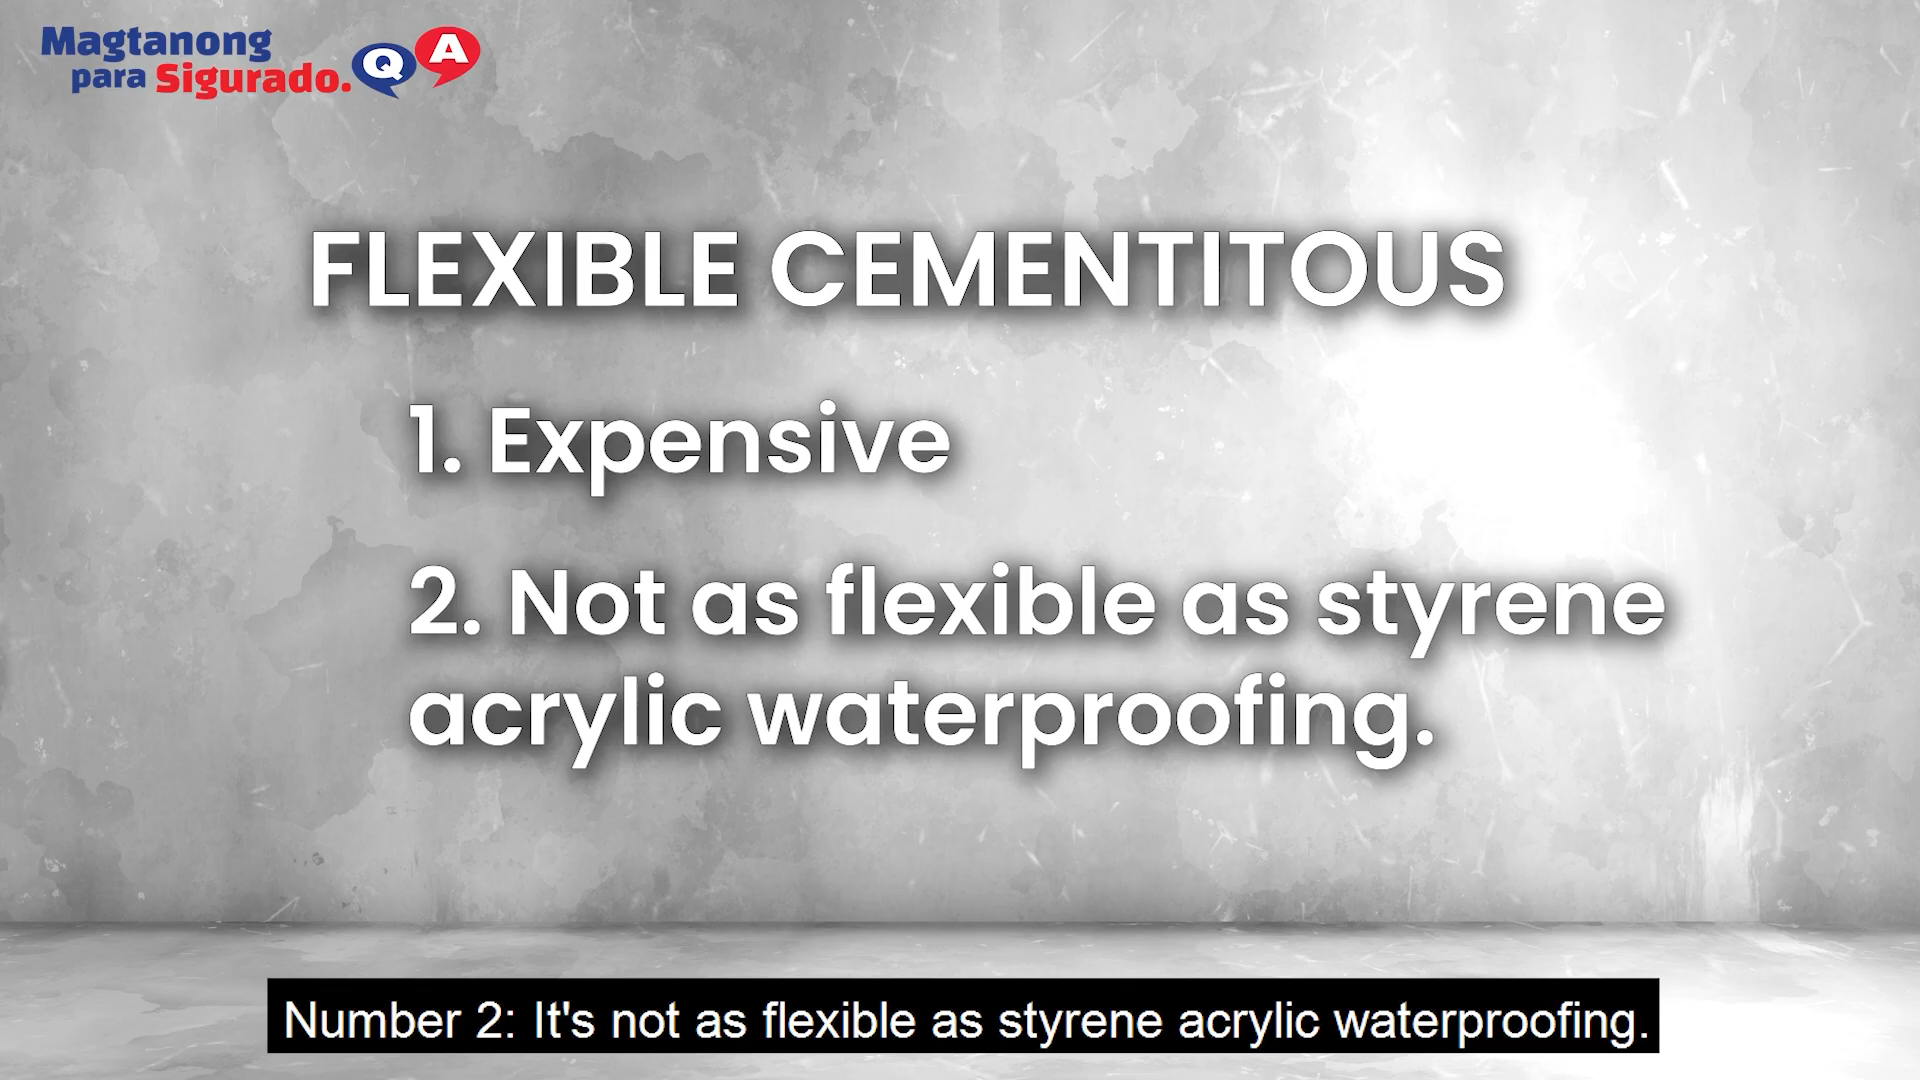 Magtanong
para Sigurado.
Q A
FLEXIBLE CEMENTITOUS
1. Expensive
2. Not as flexible as styrene
acrylic waterproofing.
Number 2: It's not as flexible as styrene acrylic waterproofing.